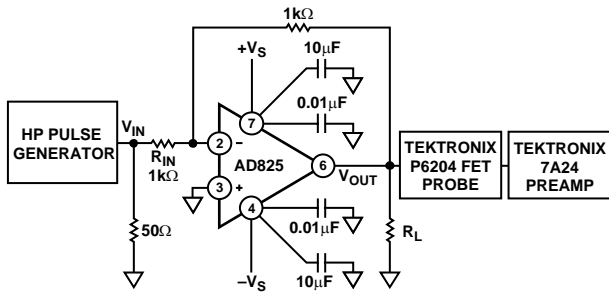 1kΩ
+VS
10μF
0.01μF
HP PULSE
GENERATOR
VIN
RIN
1kΩ
50Ω
2
–
3
+
7
AD825
4
6
VOUT
0.01μF
10μF
–VS
TEKTRONIX
P6204 FET
PROBE
TEKTRONIX
7A24
PREAMP
RL